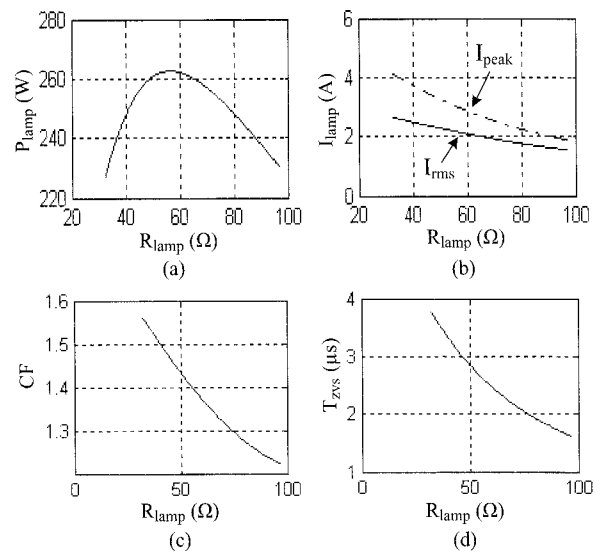 280
260
240
220
P_lamp (W)
20 40 60 80 100
R_lamp (Ω)
(a)
6
4
2
0
I_lamp (A)
I_peak
I_rms
20 40 60 80 100
R_lamp (Ω)
(b)
1.6
1.5
1.4
1.3
CF
0 50 100
R_lamp (Ω)
(c)
4
3
2
1
T_zvs (μs)
0 50 100
R_lamp (Ω)
(d)